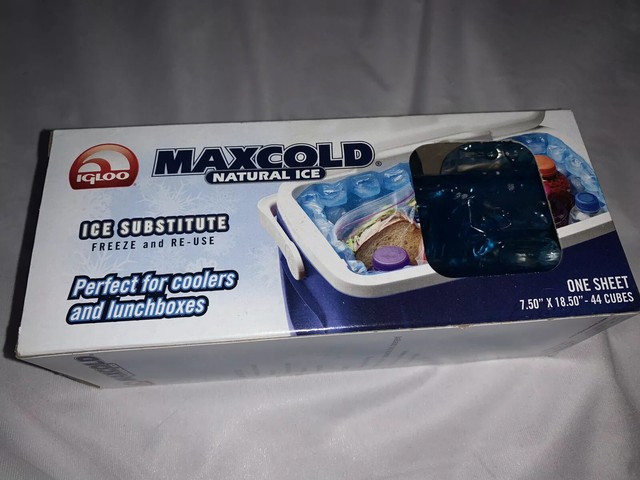 IGLOO
MAXCOLD®
NATURAL ICE
ICE SUBSTITUTE
FREEZE and RE-USE
Perfect for coolers
and lunchboxes
ONE SHEET
7.50" X 18.50" - 44 CUBES